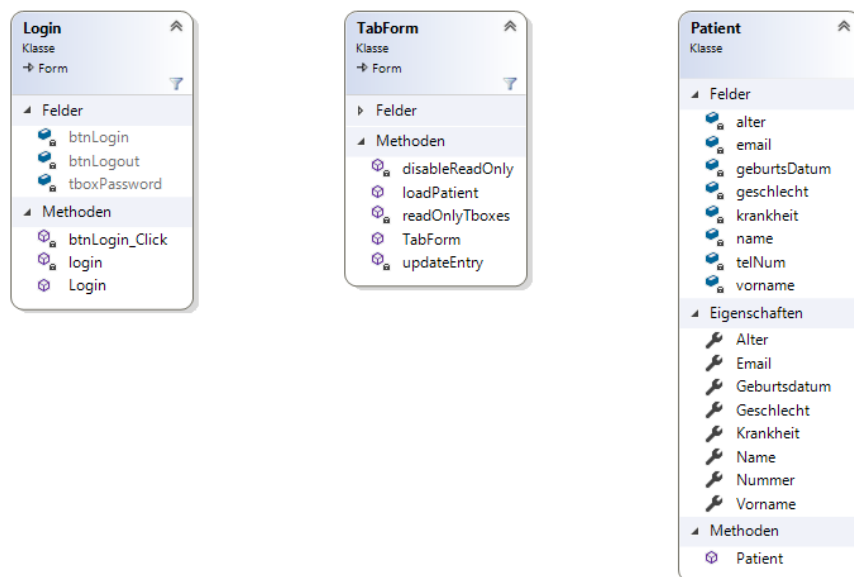 Login
Klasse
Form
Felder
btnLogin
btnLogout
tboxPassword
Methoden
btnLogin_Click
login
Login
TabForm
Klasse
Form
Felder
Methoden
disableReadOnly
loadPatient
readOnlyTboxes
TabForm
updateEntry
Patient
Klasse
Felder
alter
email
geburtsDatum
geschlecht
krankheit
name
telNum
vorname
Eigenschaften
Alter
Email
Geburtsdatum
Geschlecht
Krankheit
Name
Nummer
Vorname
Methoden
Patient